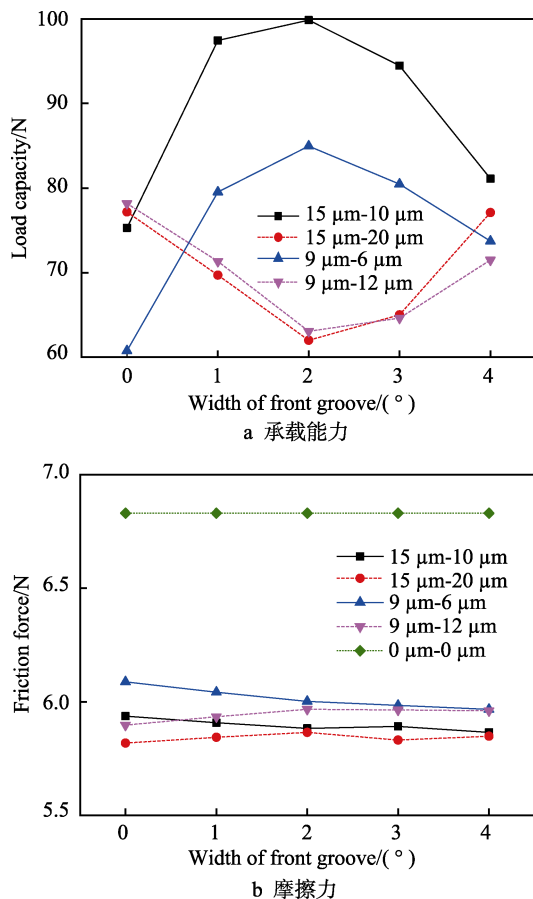 100
90
80
70
60
Load capacity/N
15 μm-10 μm
15 μm-20 μm
9 μm-6 μm
9 μm-12 μm
0 1 2 3 4
Width of front groove/( ° )
a 承载能力
7.0
6.5
6.0
5.5
Friction force/N
15 μm-10 μm
15 μm-20 μm
9 μm-6 μm
9 μm-12 μm
0 μm-0 μm
0 1 2 3 4
Width of front groove/( ° )
b 摩擦力